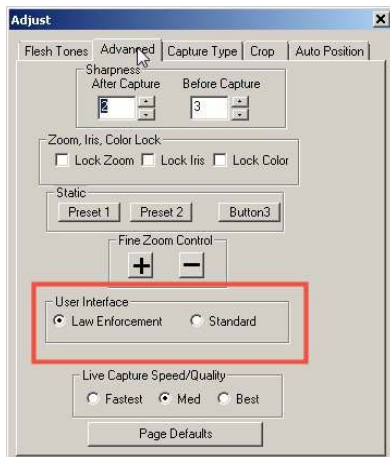 Adjust
Flesh Tones Advanced Capture Type Crop Auto Position
Sharpness
After Capture Before Capture
2 3
Zoom, Iris, Color Lock
Lock Zoom Lock Iris Lock Color
Static
Preset 1 Preset 2 Button3
Fine Zoom Control
+ −
User Interface
Law Enforcement Standard
Live Capture Speed/Quality
Fastest Med Best
Page Defaults